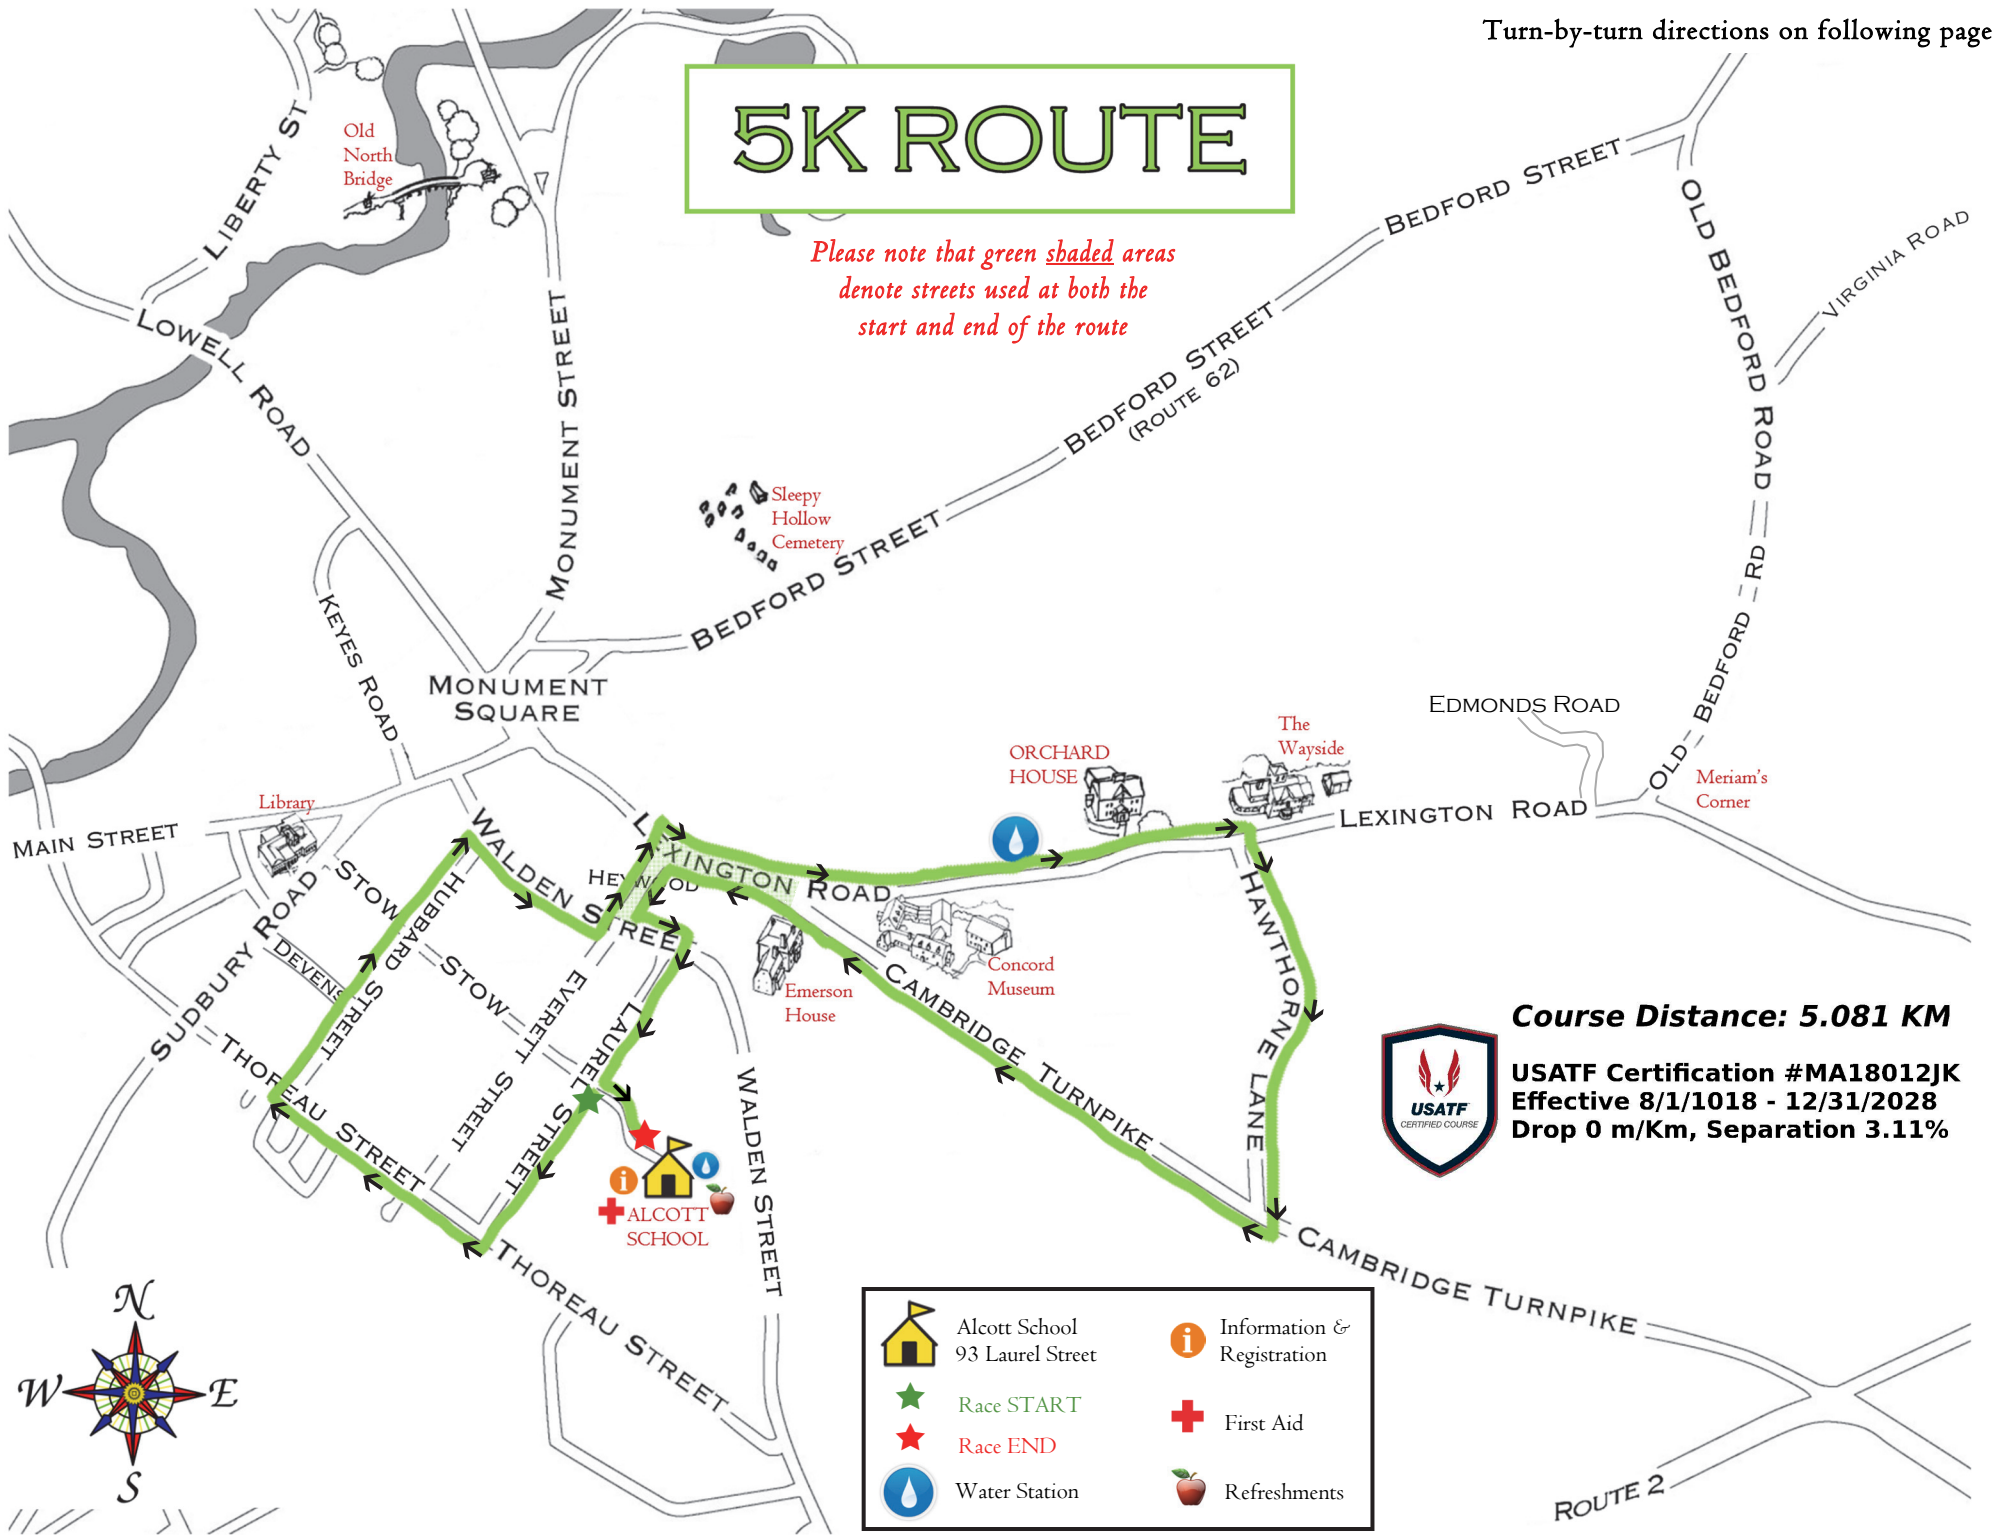 Turn-by-turn directions on following page
5K ROUTE
Please note that green shaded areas
denote streets used at both the
start and end of the route
Old
North
Bridge
LIBERTY ST
LOWELL ROAD
MONUMENT STREET
BEDFORD STREET
OLD BEDFORD ROAD
VIRGINIA ROAD
BEDFORD STREET
(ROUTE 62)
Sleepy
Hollow
Cemetery
BEDFORD STREET
OLD BEDFORD RD
KEYES ROAD
MONUMENT
SQUARE
EDMONDS ROAD
The
Wayside
ORCHARD
HOUSE
Meriam's
Corner
LEXINGTON ROAD
Library
MAIN STREET
WALDEN STREET
HEYWOOD
LEXINGTON ROAD
STOW
HUBBARD STREET
SUDBURY ROAD
DEVENS
STOW
EVERETT STREET
LAUREL STREET
Emerson
House
Concord
Museum
CAMBRIDGE TURNPIKE
HAWTHORNE LANE
THOREAU STREET
WALDEN STREET
Course Distance: 5.081 KM
USATF
CERTIFIED COURSE
USATF Certification #MA18012JK
Effective 8/1/1018 - 12/31/2028
Drop 0 m/Km, Separation 3.11%
i
ALCOTT
SCHOOL
THOREAU STREET
CAMBRIDGE TURNPIKE
ROUTE 2
N
W E
S
Alcott School
93 Laurel Street
Race START
Race END
Water Station
i
Information &
Registration
First Aid
Refreshments